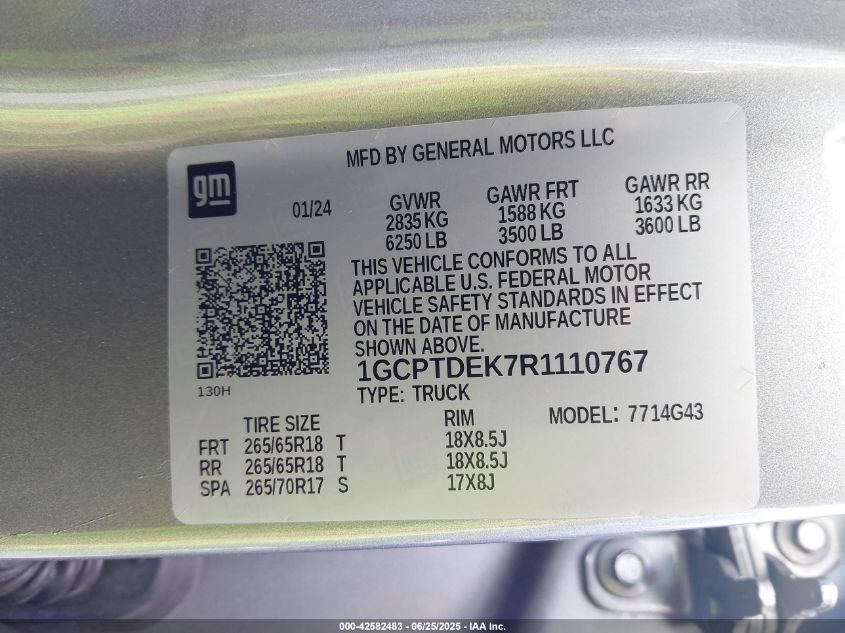 MFD BY GENERAL MOTORS LLC
gm
01/24
GVWR
2835 KG
6250 LB
GAWR FRT
1588 KG
3500 LB
GAWR RR
1633 KG
3600 LB
THIS VEHICLE CONFORMS TO ALL
APPLICABLE U.S. FEDERAL MOTOR
VEHICLE SAFETY STANDARDS IN EFFECT
ON THE DATE OF MANUFACTURE
SHOWN ABOVE.
1GCPTDEK7R1110767
130H
TYPE: TRUCK
TIRE SIZE RIM MODEL: 7714G43
FRT 265/65R18 T 18X8.5J
RR 265/65R18 T 18X8.5J
SPA 265/70R17 S 17X8J
000-42582483 - 06/25/2025 - IAA Inc.